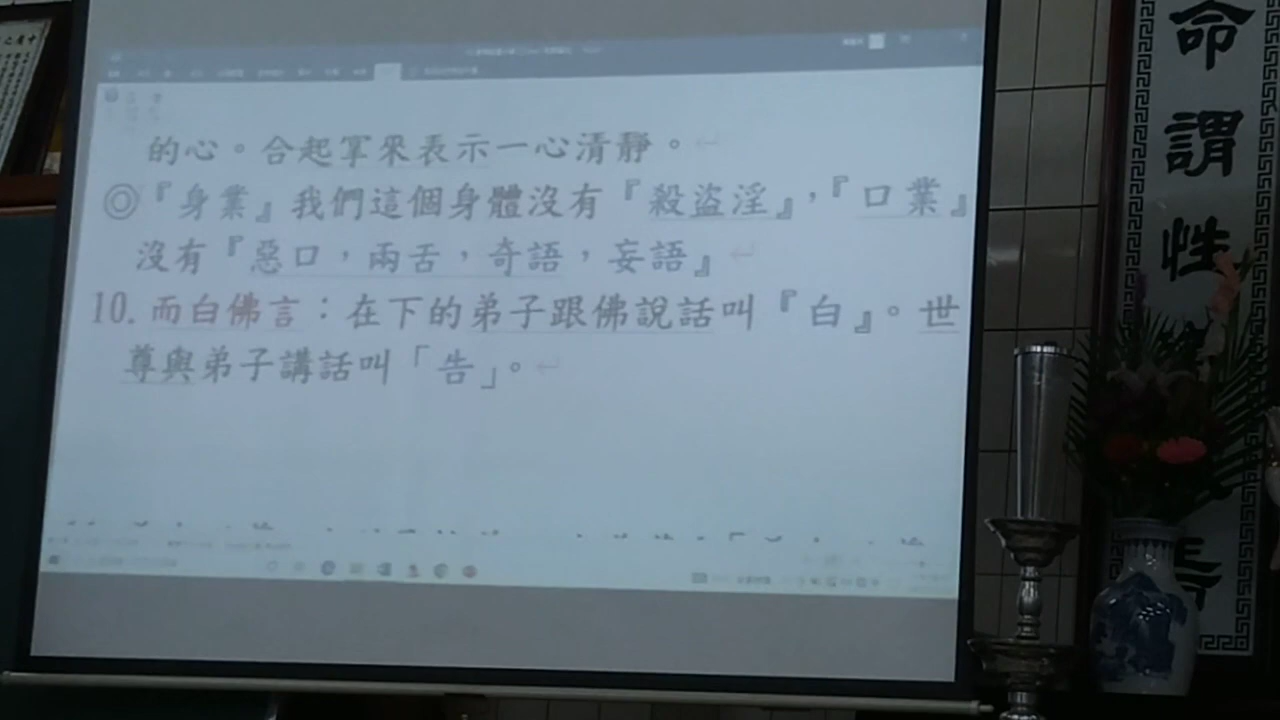 的心。合起掌來表示一心清靜。
◎『身業』我們這個身體沒有『殺盜淫』,『口業』
沒有『惡口,兩舌,奇語,妄語』
10. 而白佛言:在下的弟子跟佛說話叫『白』。世
尊與弟子講話叫「告」。
命
謂
性